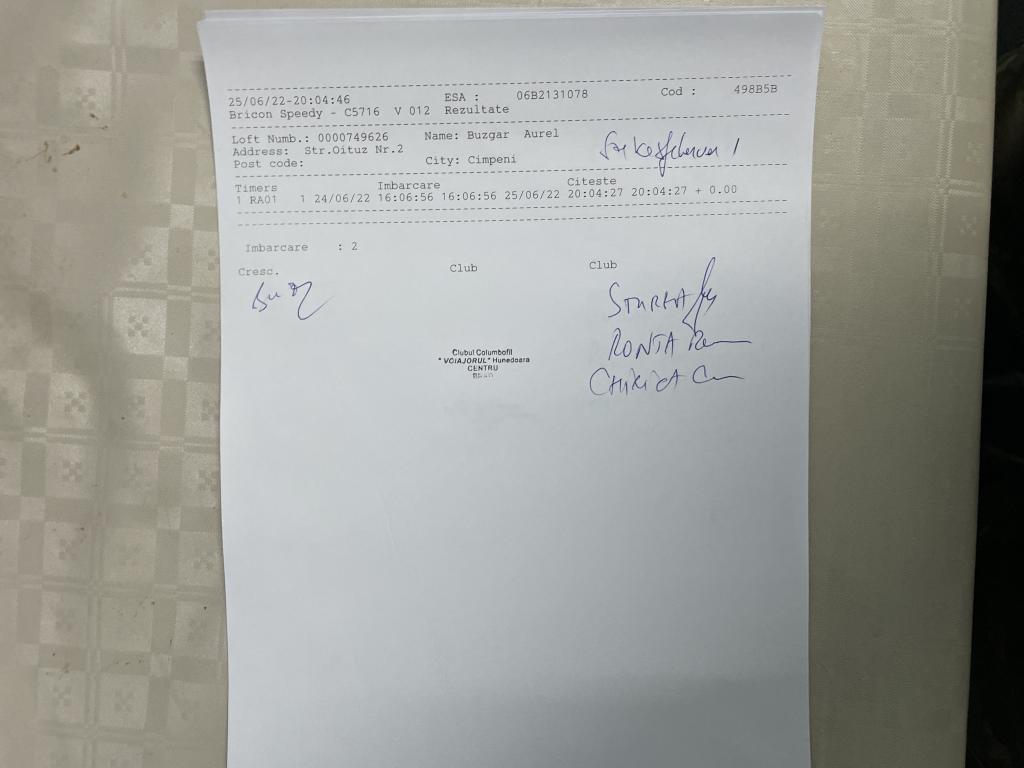 25/06/22-20:04:46 ESA : 06B2131078 Cod : 498B5B
Bricon Speedy - C5716 V 012 Rezultate
Loft Numb.: 0000749626 Name: Buzgar Aurel
Address: Str.Oituz Nr.2
Post code: City: Cimpeni
Timers Imbarcare Citeste
1 RA01 1 24/06/22 16:06:56 16:06:56 25/06/22 20:04:27 20:04:27 + 0.00
Imbarcare : 2
Cresc. Club Club
RONTA
Clubul Columbofil
"VOIAJORUL" Hunedoara
CENTRU